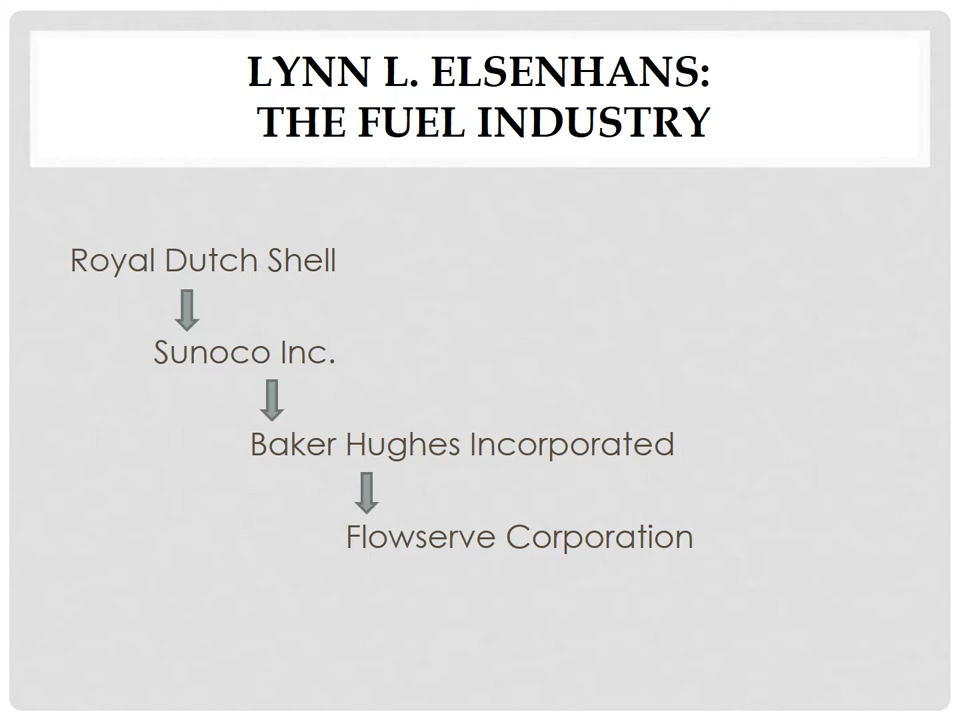 LYNN L. ELSENHANS:
THE FUEL INDUSTRY
Royal Dutch Shell
Sunoco Inc.
Baker Hughes Incorporated
Flowserve Corporation